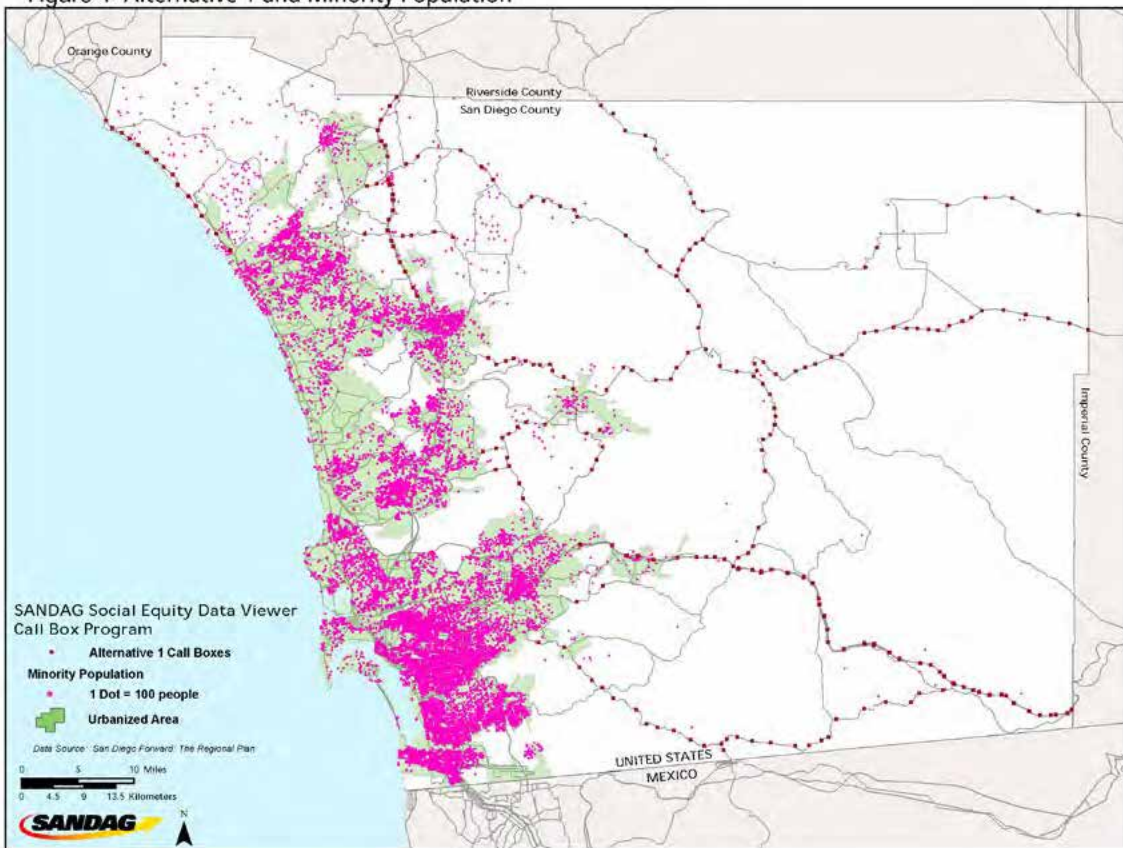 Figure 1 Alternative 1 and Minority Population
Orange County
Riverside County
San Diego County
Imperial County
SANDAG Social Equity Data Viewer
Call Box Program
Alternative 1 Call Boxes
Minority Population
1 Dot = 100 people
Urbanized Area
Data Source: San Diego Forward: The Regional Plan
0 5 10 Miles
0 4.5 9 13.5 Kilometers
SANDAG
N
UNITED STATES
MEXICO